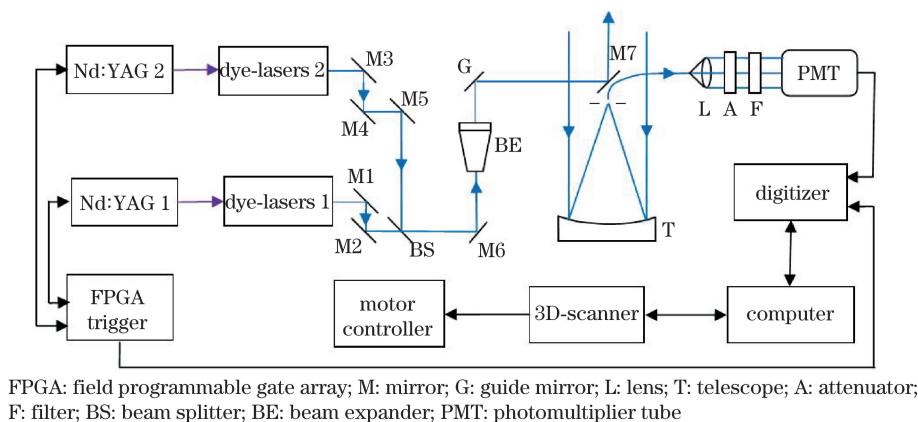 M3
Nd:YAG 2
dye-lasers 2
M4
M5
G
M7
L
A
F
PMT
BE
M1
Nd:YAG 1
dye-lasers 1
M2
BS
M6
T
digitizer
FPGA
trigger
motor
controller
3D-scanner
computer
FPGA: field programmable gate array; M: mirror; G: guide mirror; L: lens; T: telescope; A: attenuator;
F: filter; BS: beam splitter; BE: beam expander; PMT: photomultiplier tube